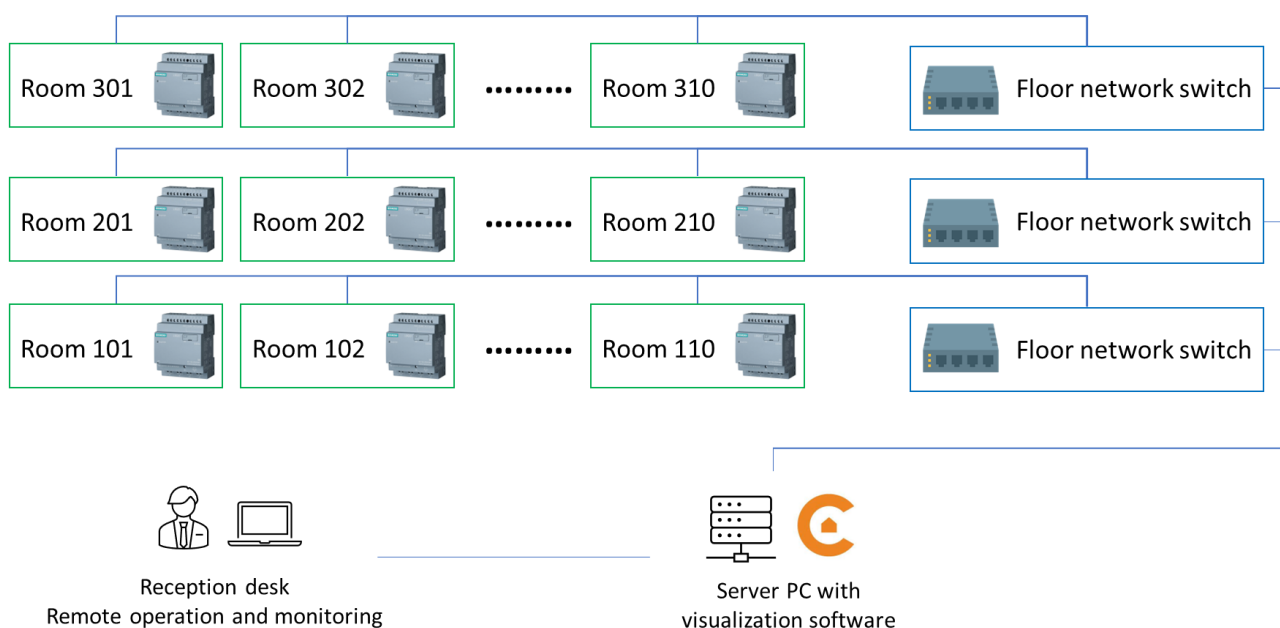 Room 301
Room 302
.........
Room 310
Floor network switch
Room 201
Room 202
.........
Room 210
Floor network switch
Room 101
Room 102
.........
Room 110
Floor network switch
Reception desk
Remote operation and monitoring
Server PC with
visualization software